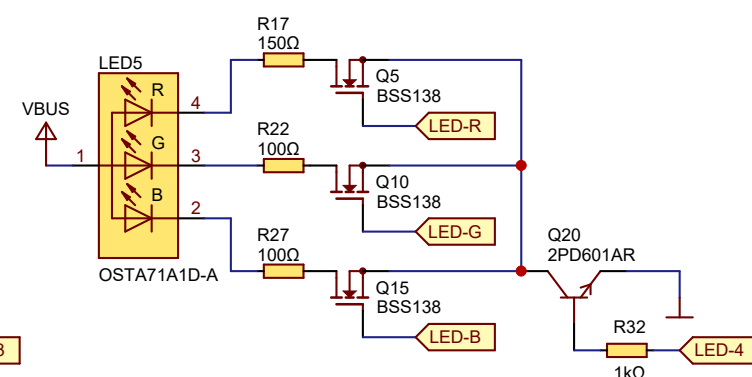 R17
150Ω
LED5
Q5
BSS138
R
4
VBUS
LED-R
R22
100Ω
G
1
3
Q10
BSS138
B
2
LED-G
R27
100Ω
Q20
2PD601AR
OSTA71A1D-A
Q15
BSS138
R32
LED-B
LED-4
1kΩ